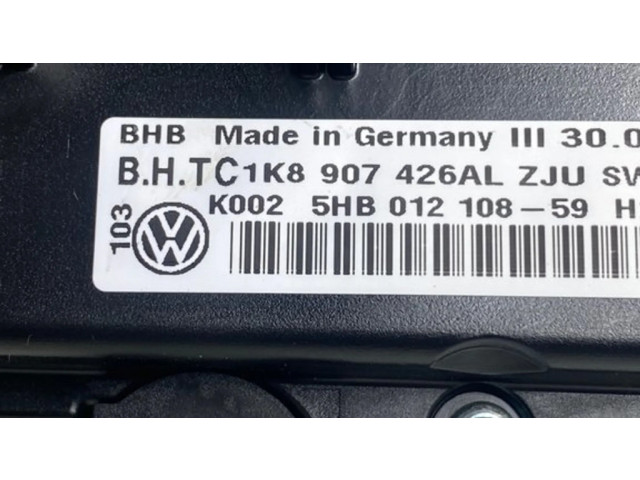 BHB Made in Germany III 30.0
B.H.TC 1K8 907 426AL ZJU SW
K002 5HB 012 108-59 H
103